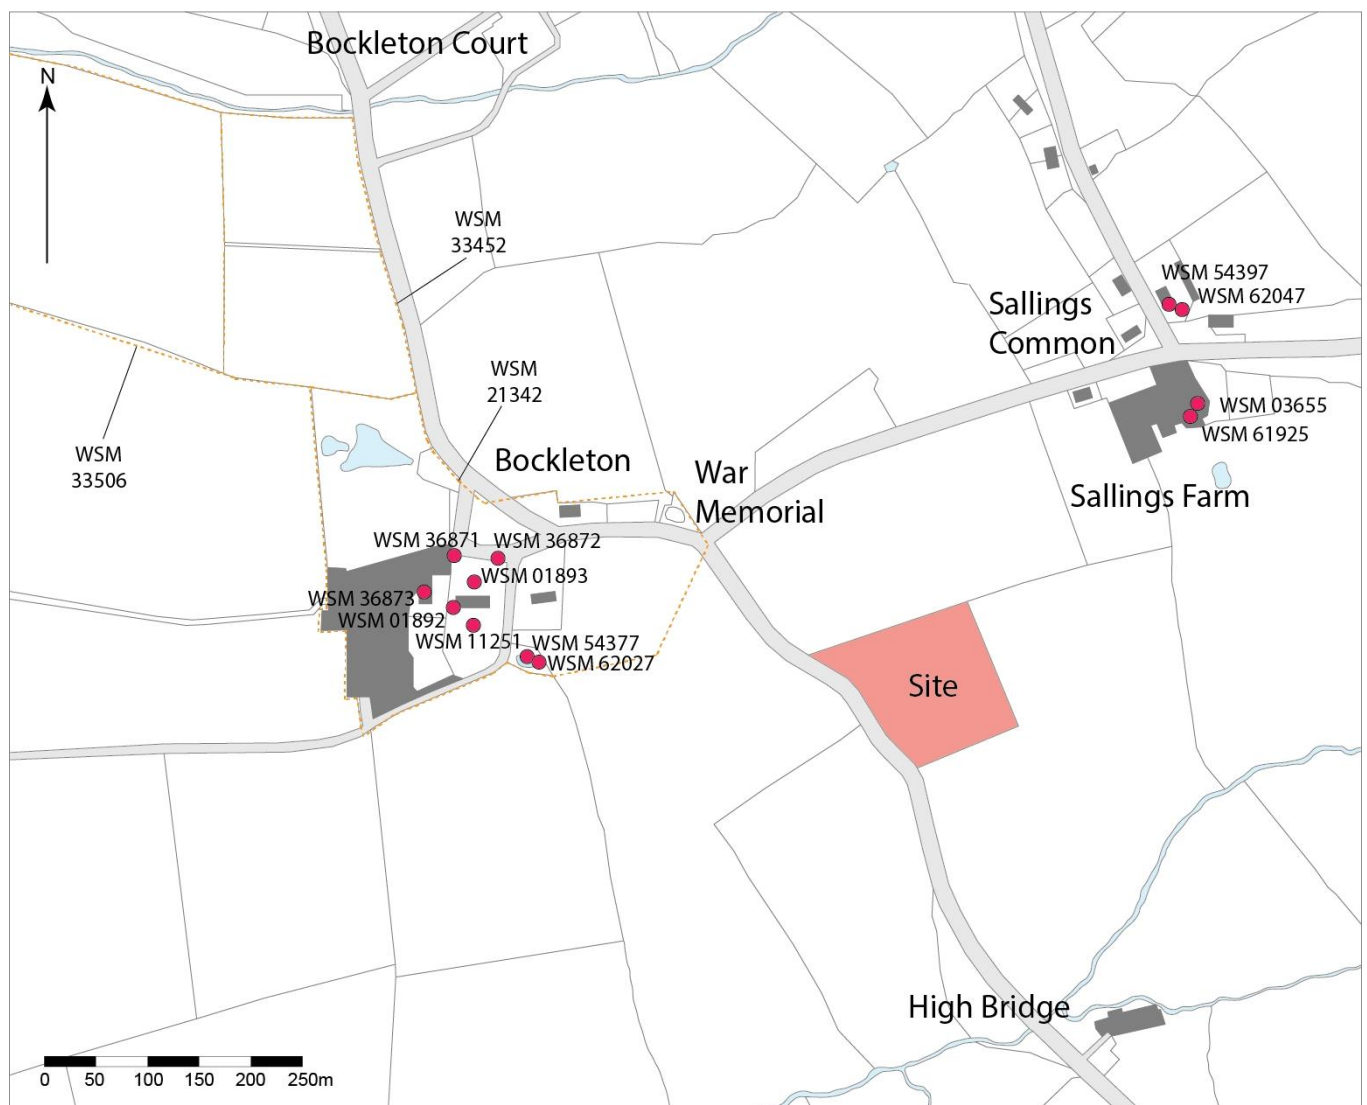 Bockleton Court
N
WSM
33452
WSM 54397
WSM 62047
Sallings
Common
WSM
21342
WSM 03655
WSM 61925
WSM
33506
Bockleton
War
Memorial
Sallings Farm
WSM 36871
WSM 36872
WSM 01893
WSM 36873
WSM 01892
WSM 11251
WSM 54377
WSM 62027
Site
High Bridge
0 50 100 150 200 250m